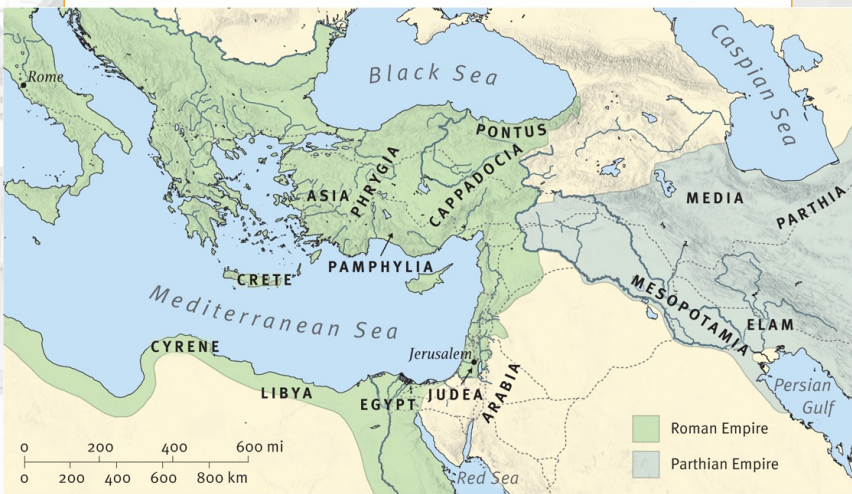 Rome
Black Sea
Caspian Sea
PONTUS
PHRYGIA
CAPPADOCIA
ASIA
MEDIA
PARTHIA
PAMPHYLIA
CRETE
Mediterranean Sea
MESOPOTAMIA
ELAM
CYRENE
Jerusalem
Persian
Gulf
LIBYA
EGYPT
JUDEA
ARABIA
Roman Empire
Parthian Empire
0 200 400 600 mi
0 200 400 600 800 km
Red Sea